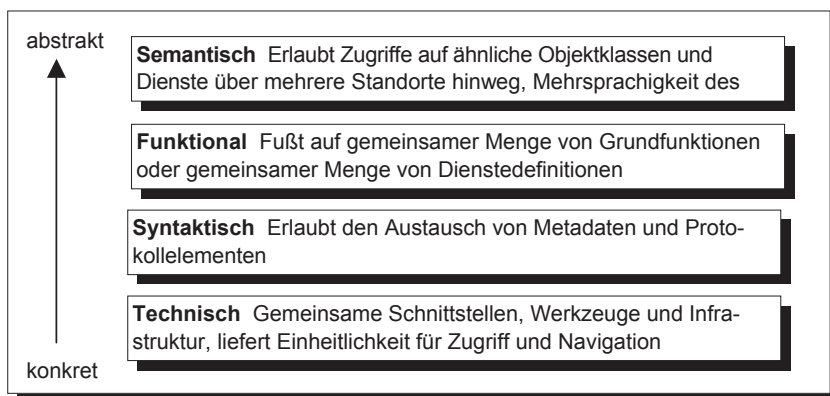 abstrakt
Semantisch Erlaubt Zugriffe auf ähnliche Objektklassen und
Dienste über mehrere Standorte hinweg, Mehrsprachigkeit des
Funktional Fußt auf gemeinsamer Menge von Grundfunktionen
oder gemeinsamer Menge von Dienstedefinitionen
Syntaktisch Erlaubt den Austausch von Metadaten und Proto-
kollelementen
Technisch Gemeinsame Schnittstellen, Werkzeuge und Infra-
struktur, liefert Einheitlichkeit für Zugriff und Navigation
konkret